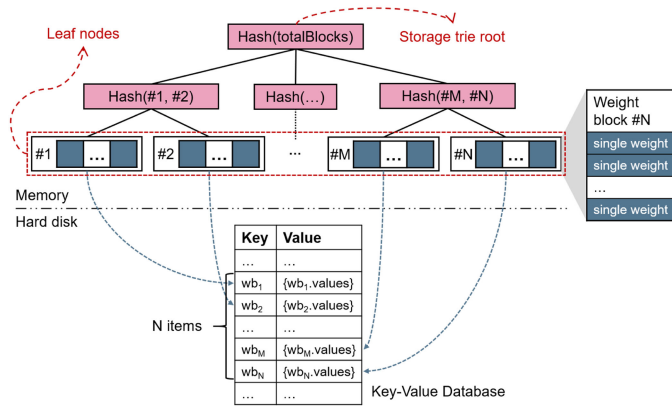 Leaf nodes
Hash(totalBlocks)
Storage trie root
Hash(#1, #2)
Hash(...)
Hash(#M, #N)
#1 ...
#2 ...
...
#M ...
#N ...
Weight
block #N
single weight
single weight
...
single weight
Memory
Hard disk
Key Value
... ...
wb1 {wb1.values}
wb2 {wb2.values}
... ...
wbM {wbM.values}
wbN {wbN.values}
... ...
N items
Key-Value Database